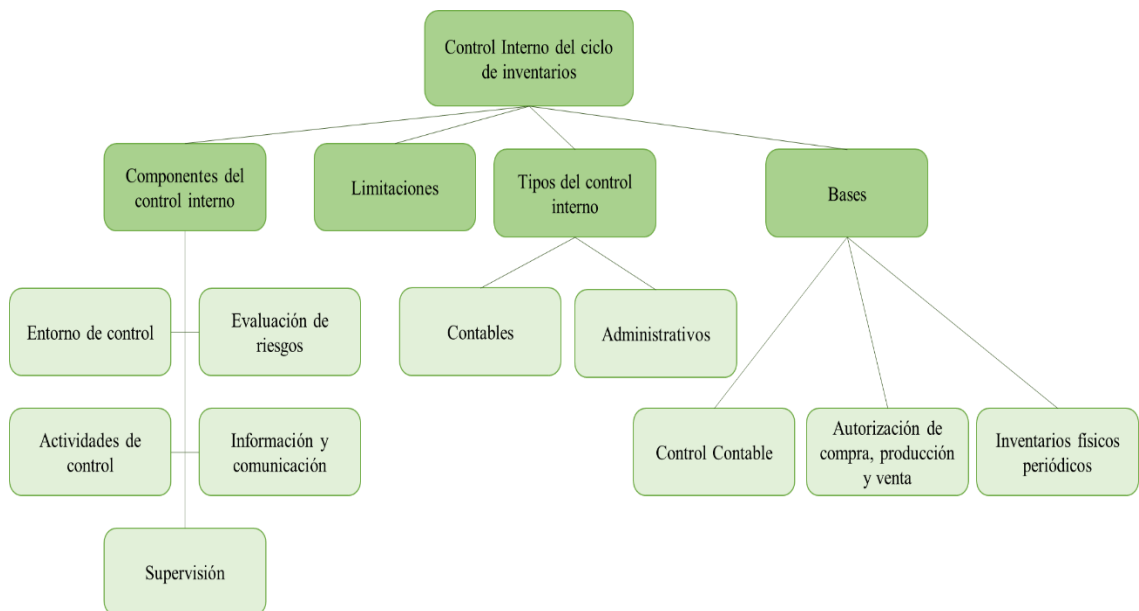 Control Interno del ciclo
de inventarios
Componentes del
control interno
Limitaciones
Tipos del control
interno
Bases
Entorno de control
Evaluación de
riesgos
Contables
Administrativos
Actividades de
control
Información y
comunicación
Control Contable
Autorización de
compra, producción
y venta
Inventarios físicos
periódicos
Supervisión